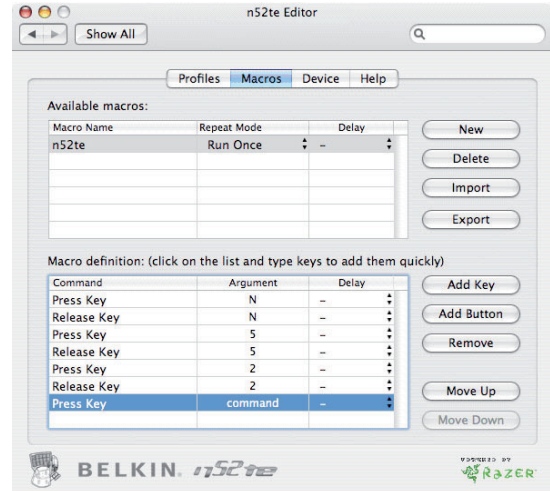 n52te Editor
Show All
Profiles Macros Device Help
Available macros:
Macro Name Repeat Mode Delay
n52te Run Once –
New
Delete
Import
Export
Macro definition: (click on the list and type keys to add them quickly)
Command Argument Delay
Press Key N –
Release Key N –
Press Key 5 –
Release Key 5 –
Press Key 2 –
Release Key 2 –
Press Key command –
Add Key
Add Button
Remove
Move Up
Move Down
BELKIN. n52te
POWERED BY
RAZER